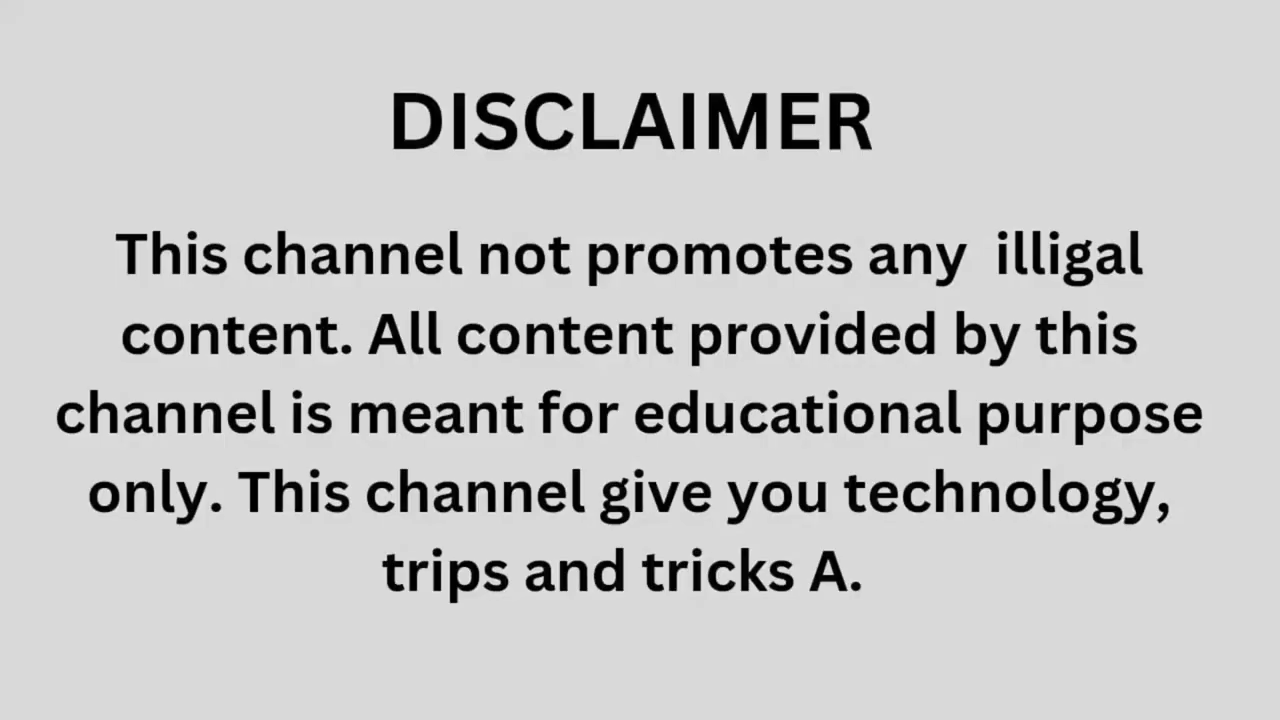 DISCLAIMER
This channel not promotes any  illigal
content. All content provided by this
channel is meant for educational purpose
only. This channel give you technology,
trips and tricks A.